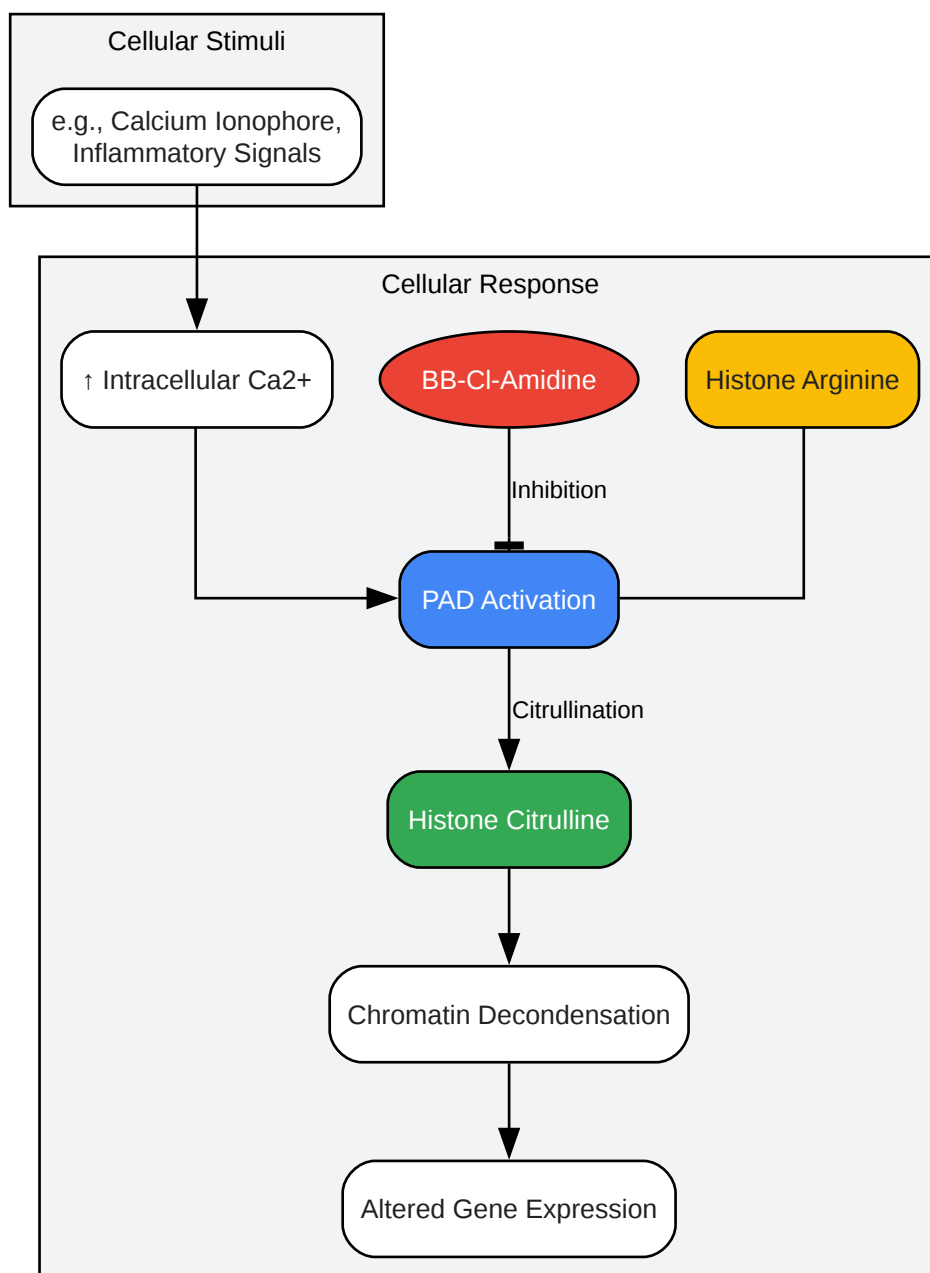 Cellular Stimuli
e.g., Calcium Ionophore,
Inflammatory Signals
Cellular Response
↑ Intracellular Ca2+
BB-Cl-Amidine
Histone Arginine
Inhibition
PAD Activation
Citrullination
Histone Citrulline
Chromatin Decondensation
Altered Gene Expression